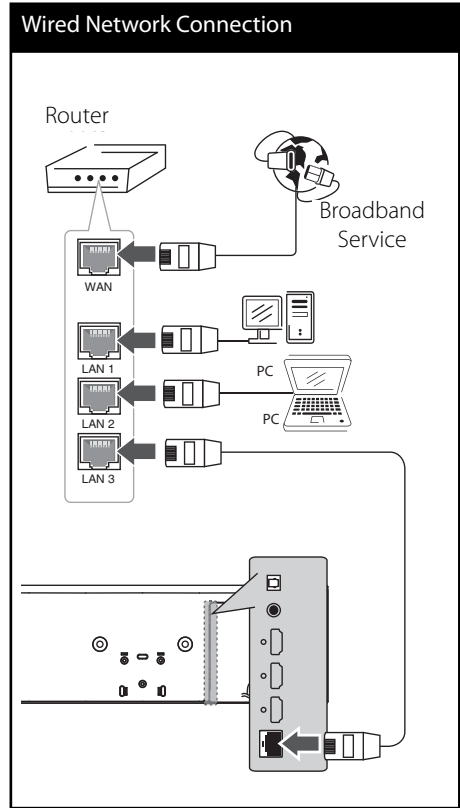 Wired Network Connection
Router
Broadband
Service
WAN
LAN 1
PC
LAN 2
PC
LAN 3